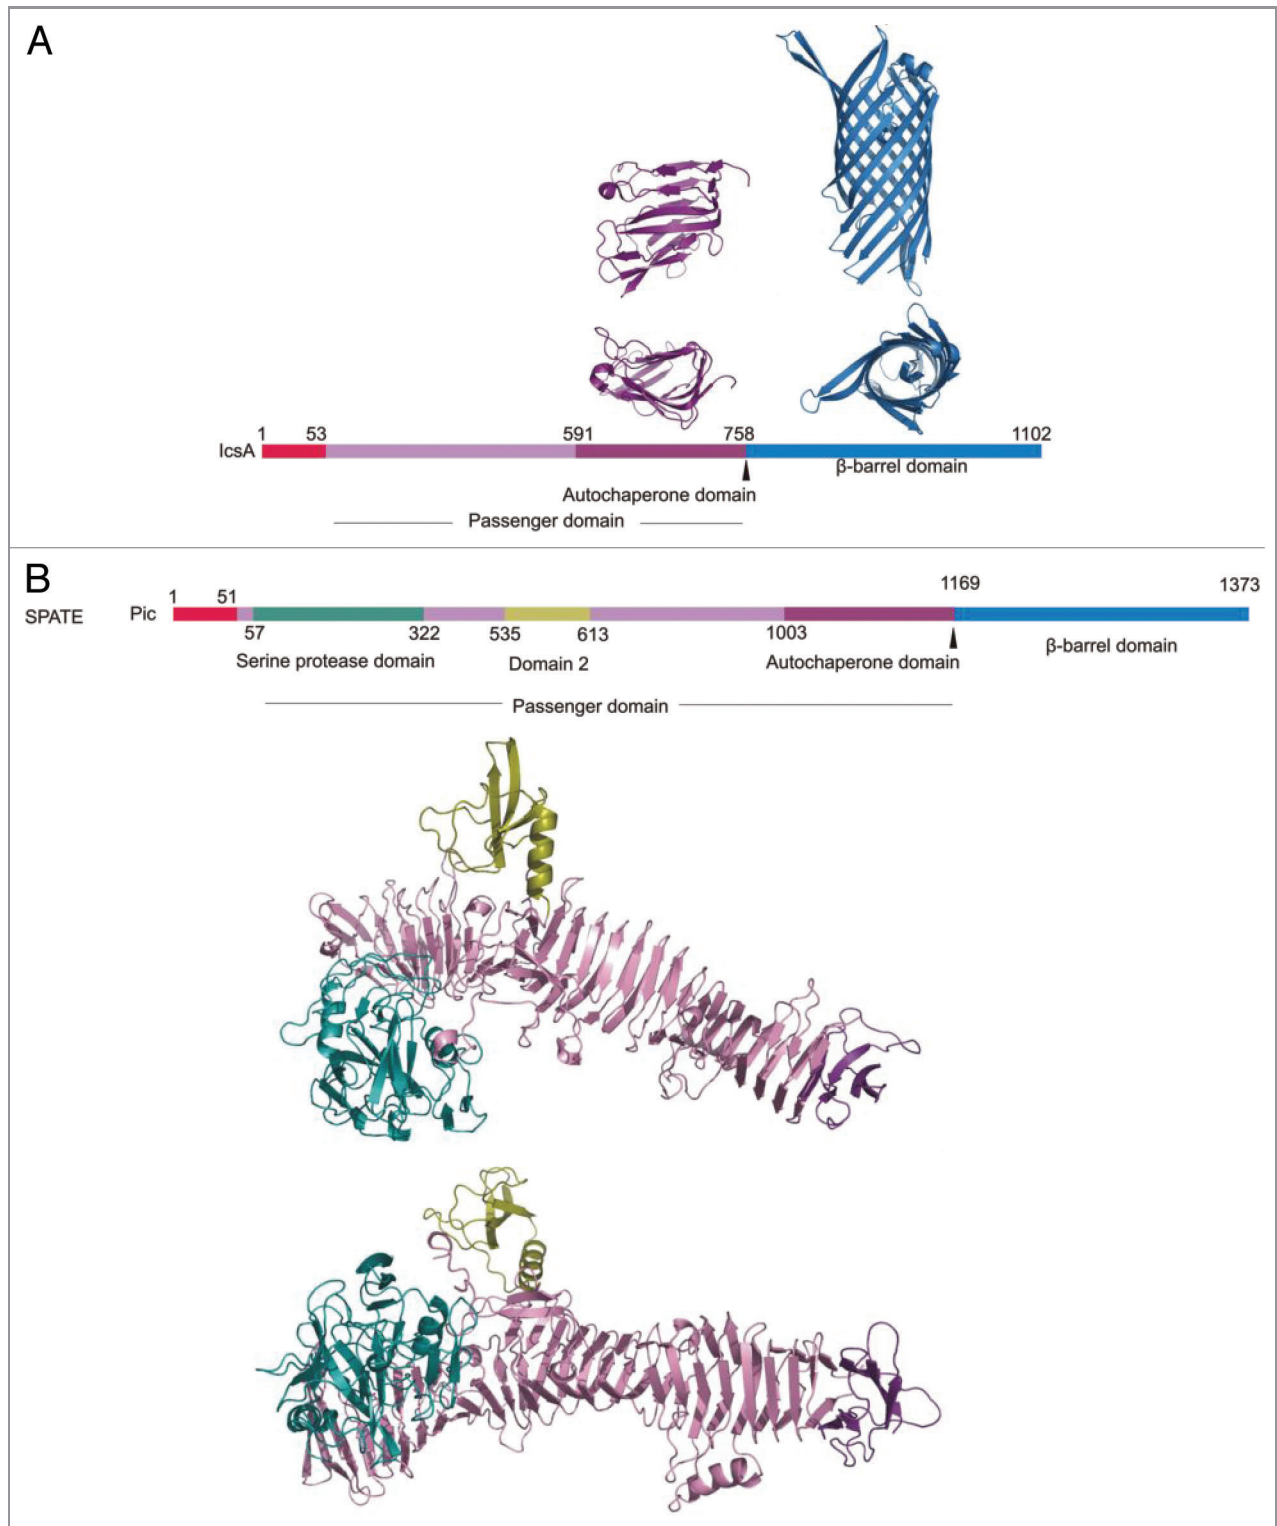 A
1 53 591 758 1102
IcsA
β-barrel domain
Autochaperone domain
Passenger domain
B
1 51 1169 1373
SPATE Pic
57 322 535 613 1003
Serine protease domain Domain 2 Autochaperone domain β-barrel domain
Passenger domain